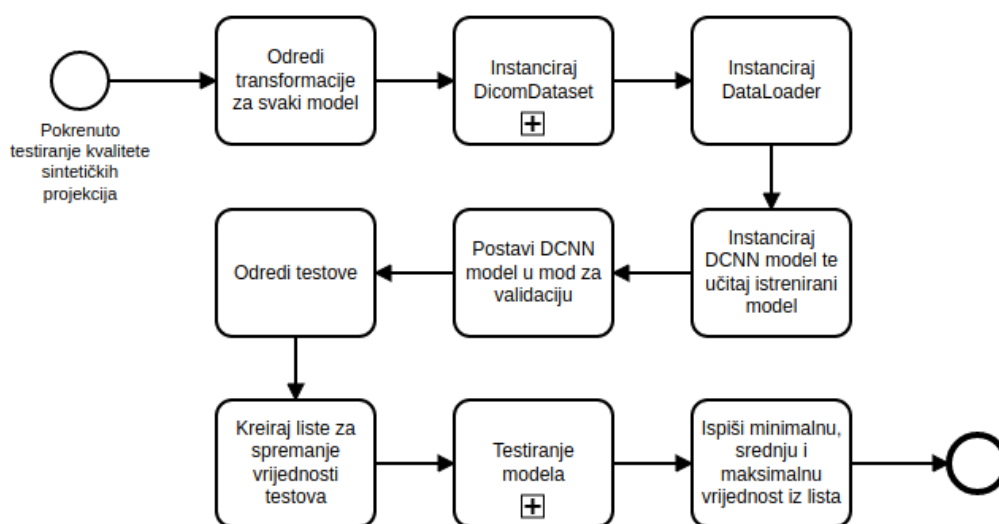 Pokrenuto
testiranje kvalitete
sintetičkih
projekcija
Odredi
transformacije
za svaki model
Instanciraj
DicomDataset
Instanciraj
DataLoader
Instanciraj
DCNN model te
učitaj istrenirani
model
Postavi DCNN
model u mod za
validaciju
Odredi testove
Kreiraj liste za
spremanje
vrijednosti
testova
Testiranje
modela
Ispiši minimalnu,
srednju i
maksimalnu
vrijednost iz lista